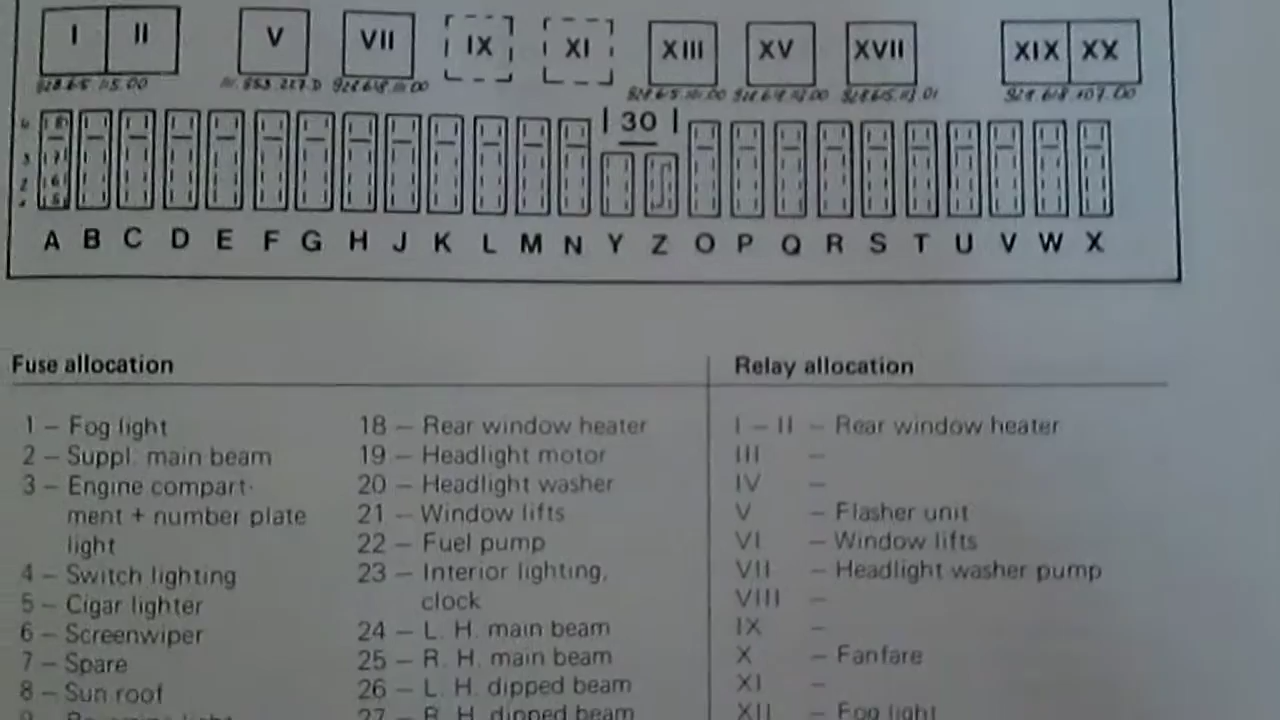 I II V VII IX XI XIII XV XVII XIX XX
30
A B C D E F G H J K L M N Y Z O P Q R S T U V W X
Fuse allocation
Relay allocation
1 – Fog light
2 – Suppl. main beam
3 – Engine compart-
ment + number plate
light
4 – Switch lighting
5 – Cigar lighter
6 – Screenwiper
7 – Spare
8 – Sun roof
18 – Rear window heater
19 – Headlight motor
20 – Headlight washer
21 – Window lifts
22 – Fuel pump
23 – Interior lighting,
clock
24 – L. H. main beam
25 – R. H. main beam
26 – L. H. dipped beam
27 – R. H. dipped beam
I – II – Rear window heater
III –
IV –
V – Flasher unit
VI – Window lifts
VII – Headlight washer pump
VIII –
IX –
X – Fanfare
XI –
XII – Fog light